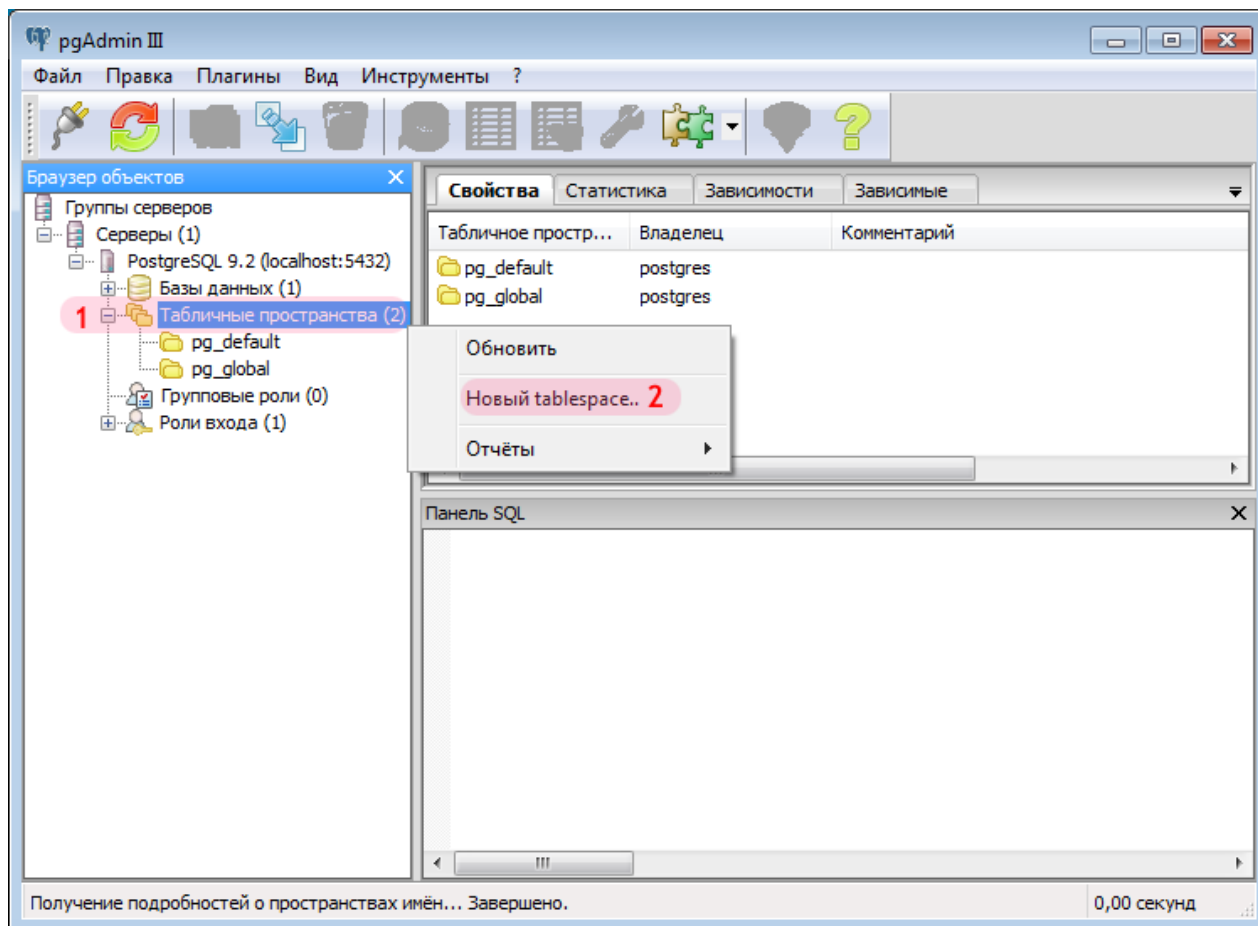 pgAdmin III
Файл Правка Плагины Вид Инструменты ?
Браузер объектов
Группы серверов
Серверы (1)
PostgreSQL 9.2 (localhost:5432)
Базы данных (1)
1 Табличные пространства (2)
pg_default
pg_global
Групповые роли (0)
Роли входа (1)
Свойства Статистика Зависимости Зависимые
Табличное простр... Владелец Комментарий
pg_default postgres
pg_global postgres
Обновить
Новый tablespace.. 2
Отчёты
Панель SQL
Получение подробностей о пространствах имён... Завершено. 0,00 секунд